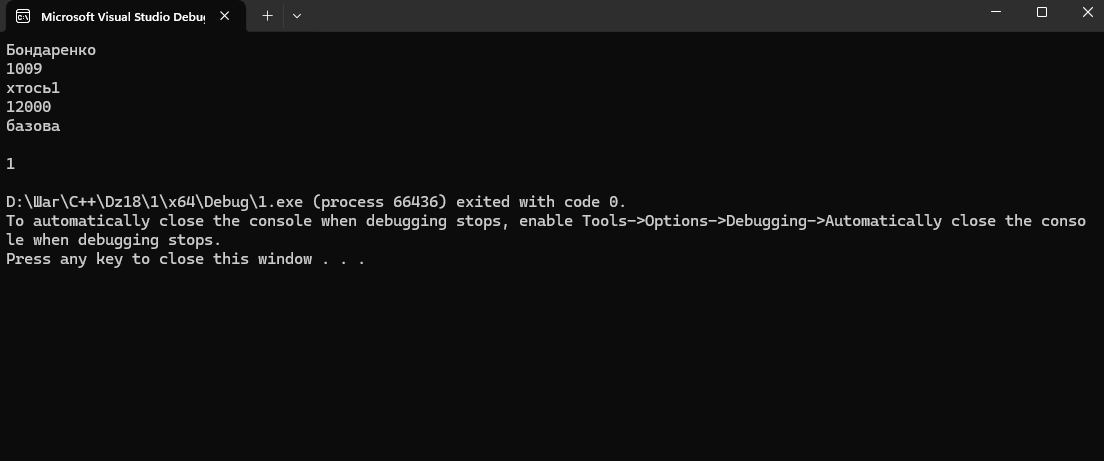 Microsoft Visual Studio Debug
Бондаренко
1009
хтось1
12000
базова
1
D:\Шаг\C++\Dz18\1\x64\Debug\1.exe (process 66436) exited with code 0.
To automatically close the console when debugging stops, enable Tools->Options->Debugging->Automatically close the conso
le when debugging stops.
Press any key to close this window . . .